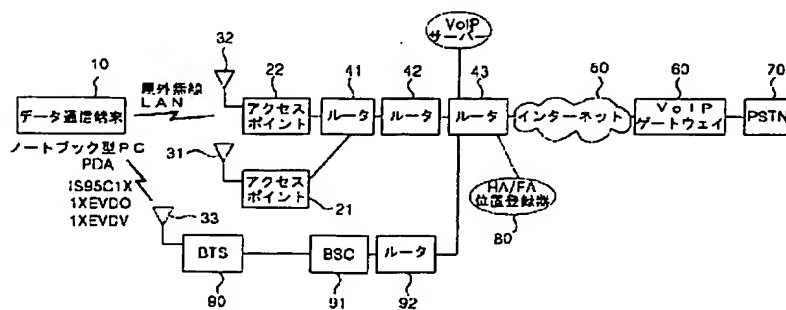 VoIP
サーバー
32
10
22
41
42
43
50
60
70
屋外無線
LAN
データ通信端末
アクセス
ポイント
ルータ
ルータ
ルータ
インターネット
VoIP
ゲートウェイ
PSTN
ノートブック型PC
PDA
IS95C1X
1XEVDO
1XEVDV
31
アクセス
ポイント
21
HA/FA
位置登録器
80
33
BTS
BSC
ルータ
90
91
92